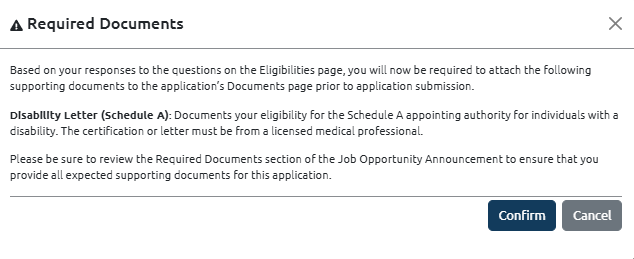 Required Documents
Based on your responses to the questions on the Eligibilities page, you will now be required to attach the following
supporting documents to the application's Documents page prior to application submission.
Disability Letter (Schedule A): Documents your eligibility for the Schedule A appointing authority for individuals with a
disability. The certification or letter must be from a licensed medical professional.
Please be sure to review the Required Documents section of the Job Opportunity Announcement to ensure that you
provide all expected supporting documents for this application.
Confirm Cancel